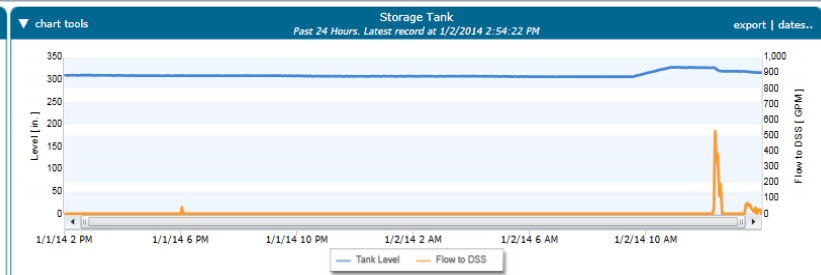 ▼ chart tools
Storage Tank
Past 24 Hours. Latest record at 1/2/2014 2:54:22 PM
export | dates..
350
300
250
200
150
100
50
0
Level [ in. ]
1,000
900
800
700
600
500
400
300
200
100
0
Flow to DSS [ GPM ]
1/1/14 2 PM 1/1/14 6 PM 1/1/14 10 PM 1/2/14 2 AM 1/2/14 6 AM 1/2/14 10 AM
Tank Level Flow to DSS